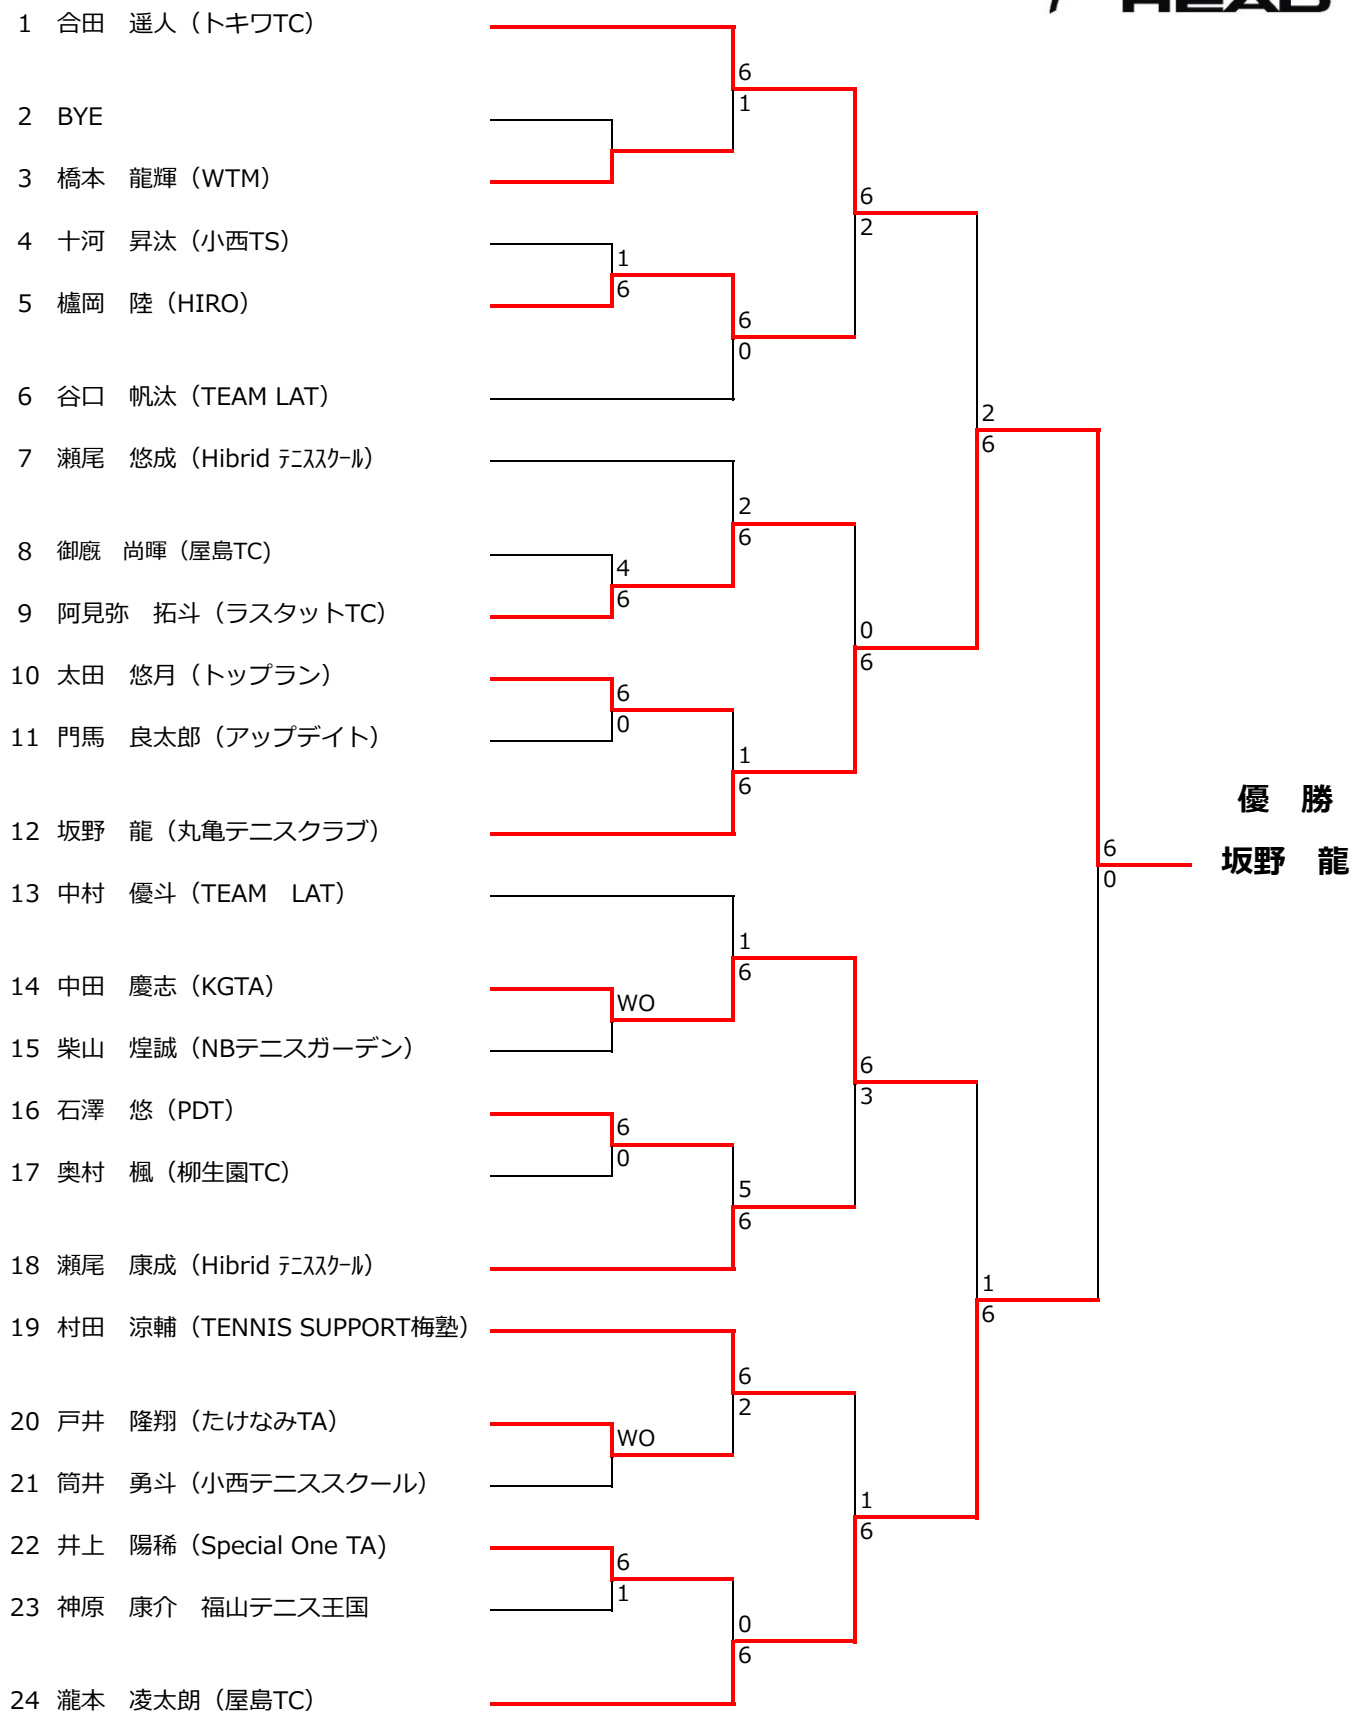 HEAD
1 合田 遥人（トキワTC）
6
1
2 BYE
3 橋本 龍輝（WTM）
6
2
4 十河 昇汰（小西TS）
1
6
5 櫨岡 陸（HIRO）
6
0
6 谷口 帆汰（TEAM LAT）
2
6
7 瀬尾 悠成（Hibrid ﾃﾆｽｽｸｰﾙ）
2
6
8 御厩 尚暉（屋島TC)
4
6
9 阿見弥 拓斗（ラスタットTC）
0
6
10 太田 悠月（トップラン）
6
0
11 門馬 良太郎（アップデイト）
1
6
12 坂野 龍（丸亀テニスクラブ）
優 勝
坂野 龍
6
0
13 中村 優斗（TEAM LAT）
1
6
14 中田 慶志（KGTA）
WO
15 柴山 煌誠（NBテニスガーデン）
6
3
16 石澤 悠（PDT）
6
0
17 奥村 楓（柳生園TC）
5
6
18 瀬尾 康成（Hibrid ﾃﾆｽｽｸｰﾙ）
1
6
19 村田 涼輔（TENNIS SUPPORT梅塾）
6
2
20 戸井 隆翔（たけなみTA）
WO
21 筒井 勇斗（小西テニススクール）
1
6
22 井上 陽稀（Special One TA)
6
1
23 神原 康介 福山テニス王国
0
6
24 瀧本 凌太朗（屋島TC）